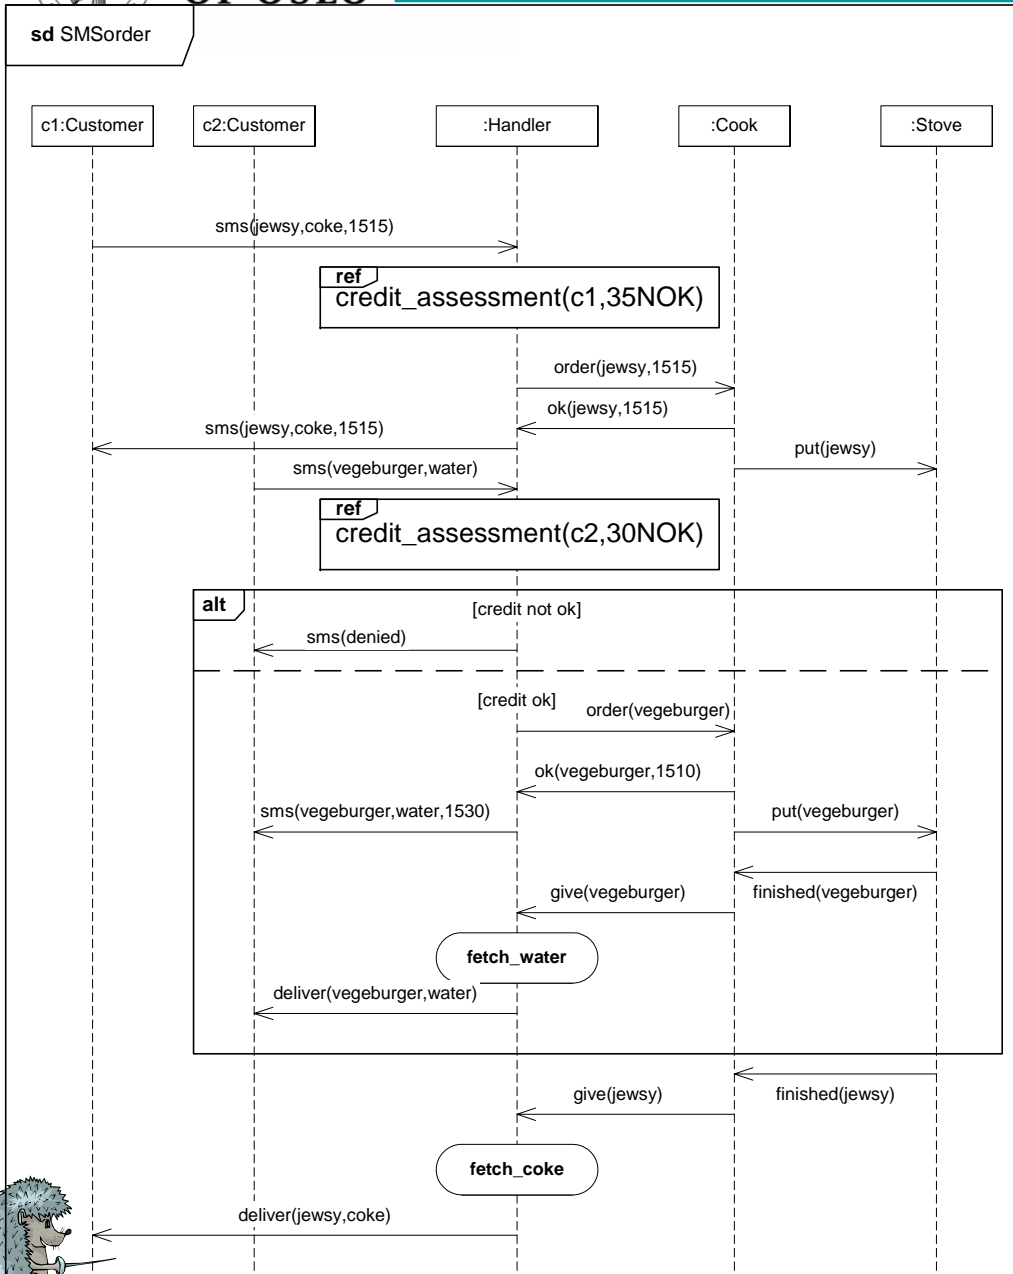 OF OSLO
sd SMSorder
c1:Customer
c2:Customer
:Handler
:Cook
:Stove
sms(jewsy,coke,1515)
ref
credit_assessment(c1,35NOK)
order(jewsy,1515)
ok(jewsy,1515)
sms(jewsy,coke,1515)
put(jewsy)
sms(vegeburger,water)
ref
credit_assessment(c2,30NOK)
alt
[credit not ok]
sms(denied)
[credit ok]
order(vegeburger)
ok(vegeburger,1510)
sms(vegeburger,water,1530)
put(vegeburger)
give(vegeburger)
finished(vegeburger)
fetch_water
deliver(vegeburger,water)
give(jewsy)
finished(jewsy)
fetch_coke
deliver(jewsy,coke)